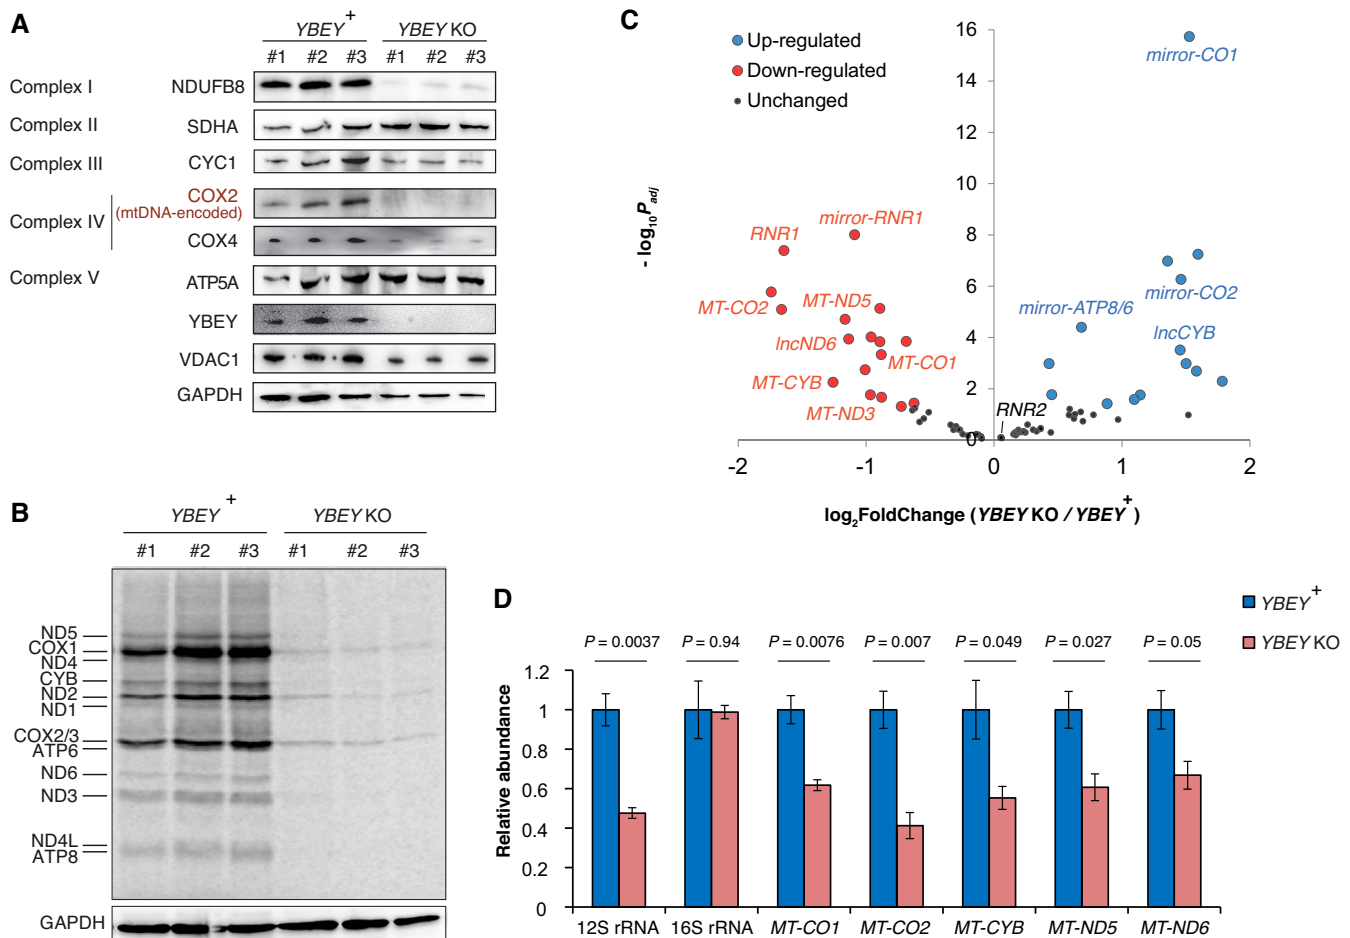 A
YBEY+ YBEY KO
#1 #2 #3 #1 #2 #3
Complex I NDUFB8
Complex II SDHA
Complex III CYC1
Complex IV COX2
(mtDNA-encoded)
COX4
Complex V ATP5A
YBEY
VDAC1
GAPDH
B
YBEY+ YBEY KO
#1 #2 #3 #1 #2 #3
ND5
COX1
ND4
CYB
ND2
ND1
COX2/3
ATP6
ND6
ND3
ND4L
ATP8
GAPDH
C
Up-regulated
Down-regulated
Unchanged
- log10Padj
16
14
12
10
8
6
4
2
0
-2 -1 0 1 2
mirror-CO1
mirror-RNR1
RNR1
MT-CO2
MT-ND5
lncND6
MT-CO1
MT-CYB
MT-ND3
mirror-CO2
mirror-ATP8/6
lncCYB
RNR2
log2FoldChange (YBEY KO / YBEY+)
D
YBEY+
YBEY KO
P = 0.0037 P = 0.94 P = 0.0076 P = 0.007 P = 0.049 P = 0.027 P = 0.05
Relative abundance
1.2
1
0.8
0.6
0.4
0.2
0
12S rRNA 16S rRNA MT-CO1 MT-CO2 MT-CYB MT-ND5 MT-ND6